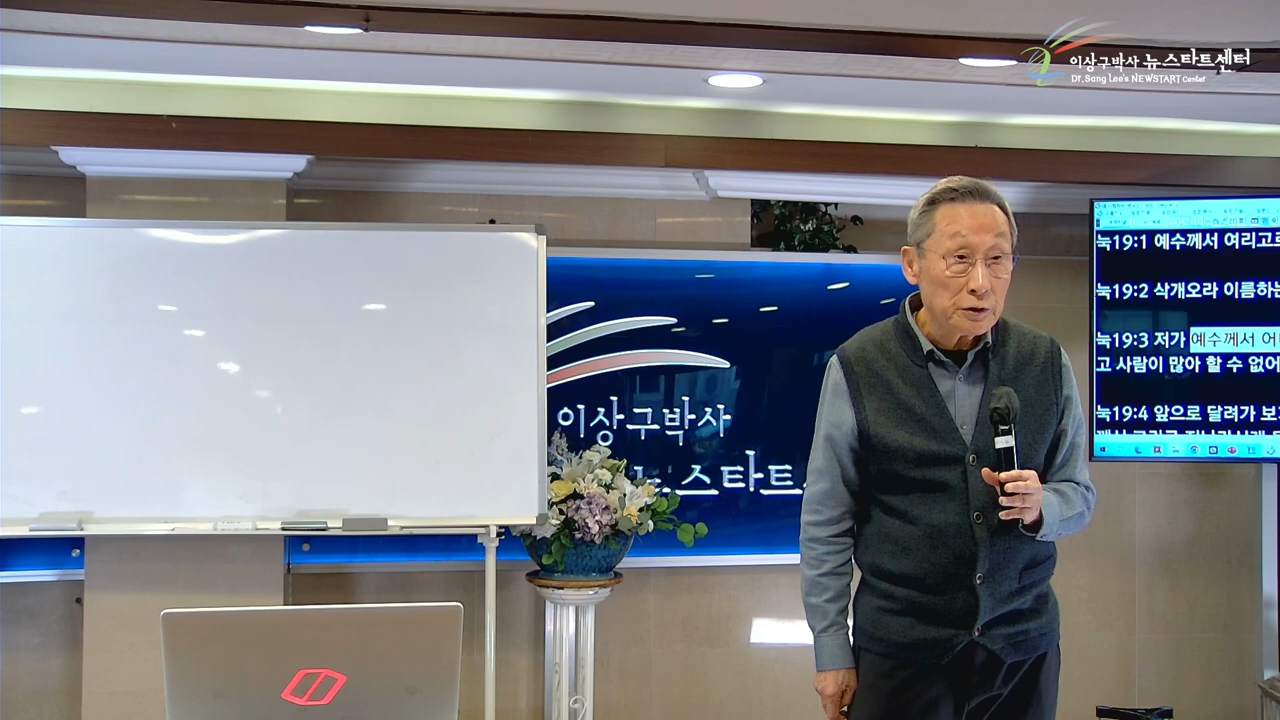 이상구박사 뉴스타트센터
Dr.Sang Lee's NEWSTART Center
이상구박사
스타트
눅19:1 예수께서 여리고
눅19:2 삭개오라 이름하는
눅19:3 저가 예수께서 어
고 사람이 많아 할 수 없어
눅19:4 앞으로 달려가 보